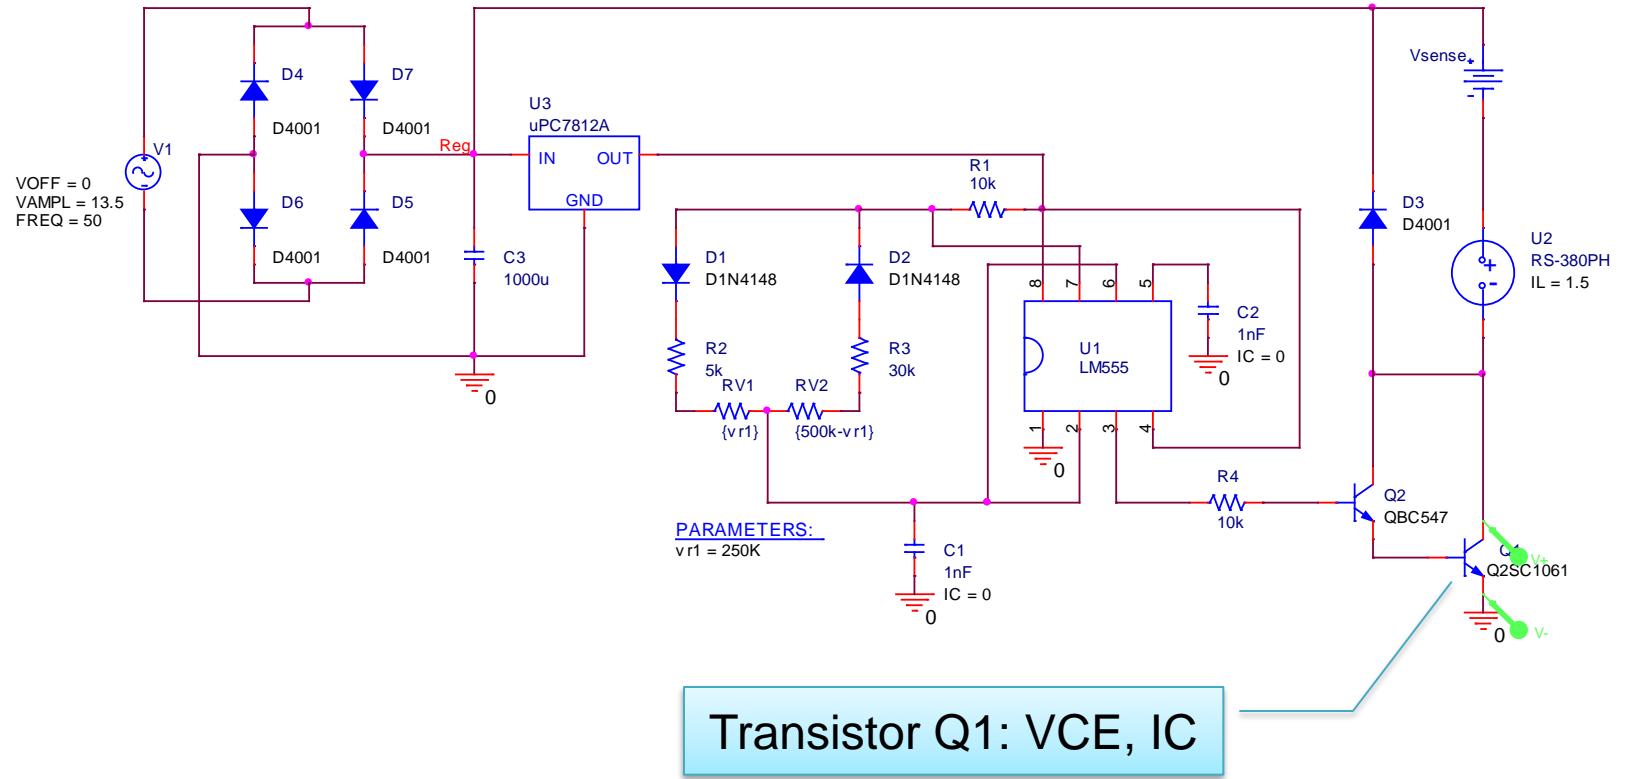 V1
VOFF = 0
VAMPL = 13.5
FREQ = 50
D4
D4001
D7
D4001
D6
D4001
D5
D4001
Reg
C3
1000u
0
U3
uPC7812A
IN
OUT
GND
R1
10k
D1
D1N4148
D2
D1N4148
R2
5k
R3
30k
RV1
{vr1}
RV2
{500k-vr1}
PARAMETERS:
vr1 = 250K
C1
1nF
IC = 0
0
8
7
6
5
U1
LM555
1
2
3
4
0
C2
1nF
IC = 0
0
R4
10k
Vsense
+
-
D3
D4001
U2
RS-380PH
IL = 1.5
+
-
Q2
QBC547
Q1
Q2SC1061
V+
V-
0
Transistor Q1: VCE, IC